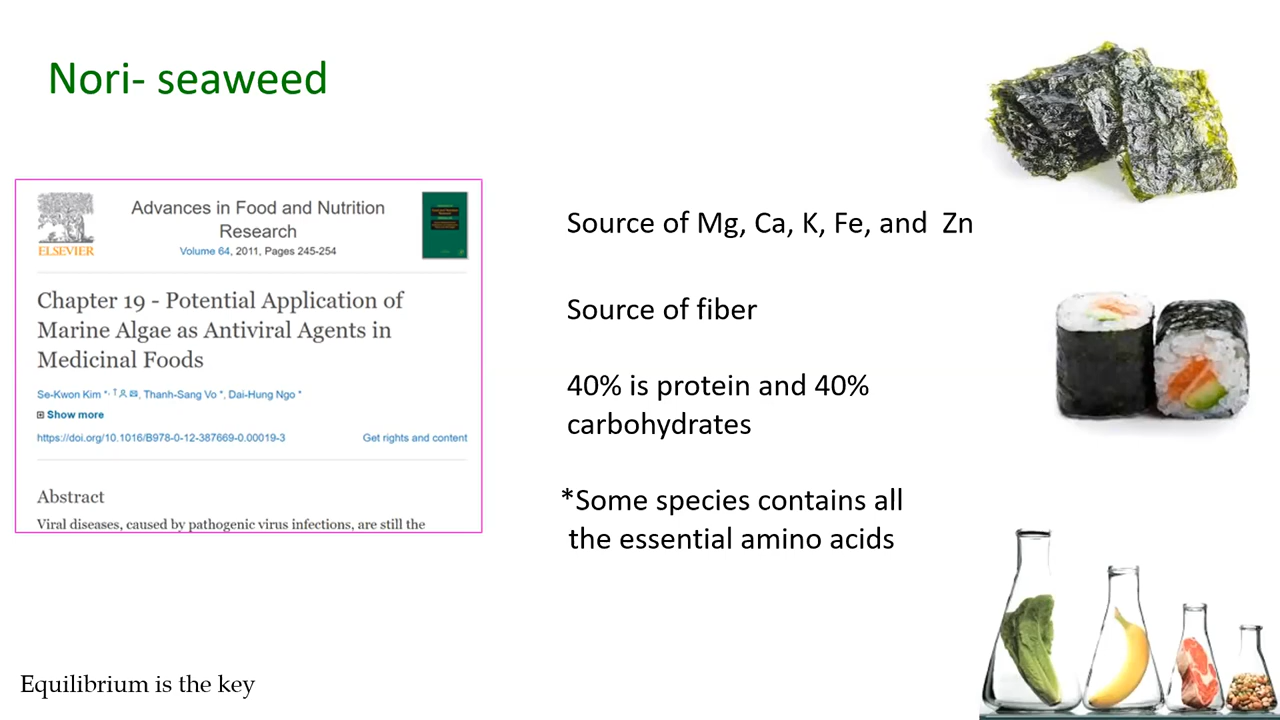 Nori- seaweed
ELSEVIER
Advances in Food and Nutrition
Research
Volume 64, 2011, Pages 245-254
Chapter 19 - Potential Application of
Marine Algae as Antiviral Agents in
Medicinal Foods
Se-Kwon Kim *, †, Thanh-Sang Vo *, Dai-Hung Ngo *
Show more
https://doi.org/10.1016/B978-0-12-387669-0.00019-3
Get rights and content
Abstract
Viral diseases, caused by pathogenic virus infections, are still the
Source of Mg, Ca, K, Fe, and Zn
Source of fiber
40% is protein and 40%
carbohydrates
*Some species contains all
the essential amino acids
Equilibrium is the key